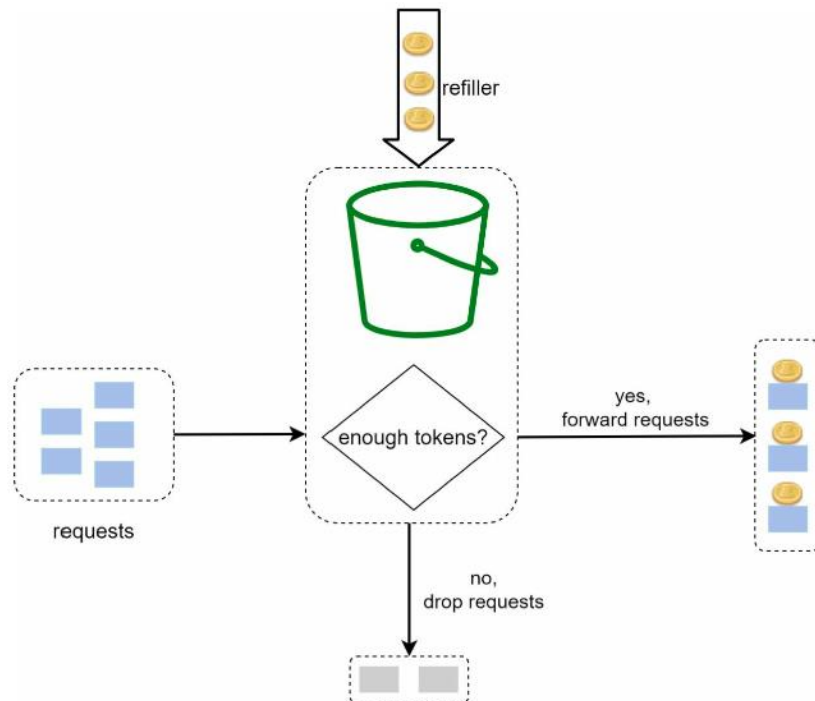 refiller
enough tokens?
yes,
forward requests
requests
no,
drop requests